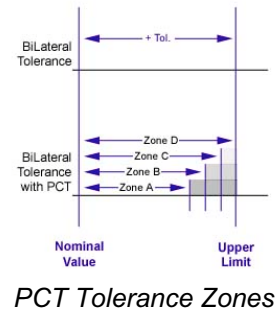 + Tol.
BiLateral
Tolerance
Zone D
Zone C
BiLateral
Tolerance
with PCT
Zone B
Zone A
Nominal
Value
Upper
Limit
PCT Tolerance Zones